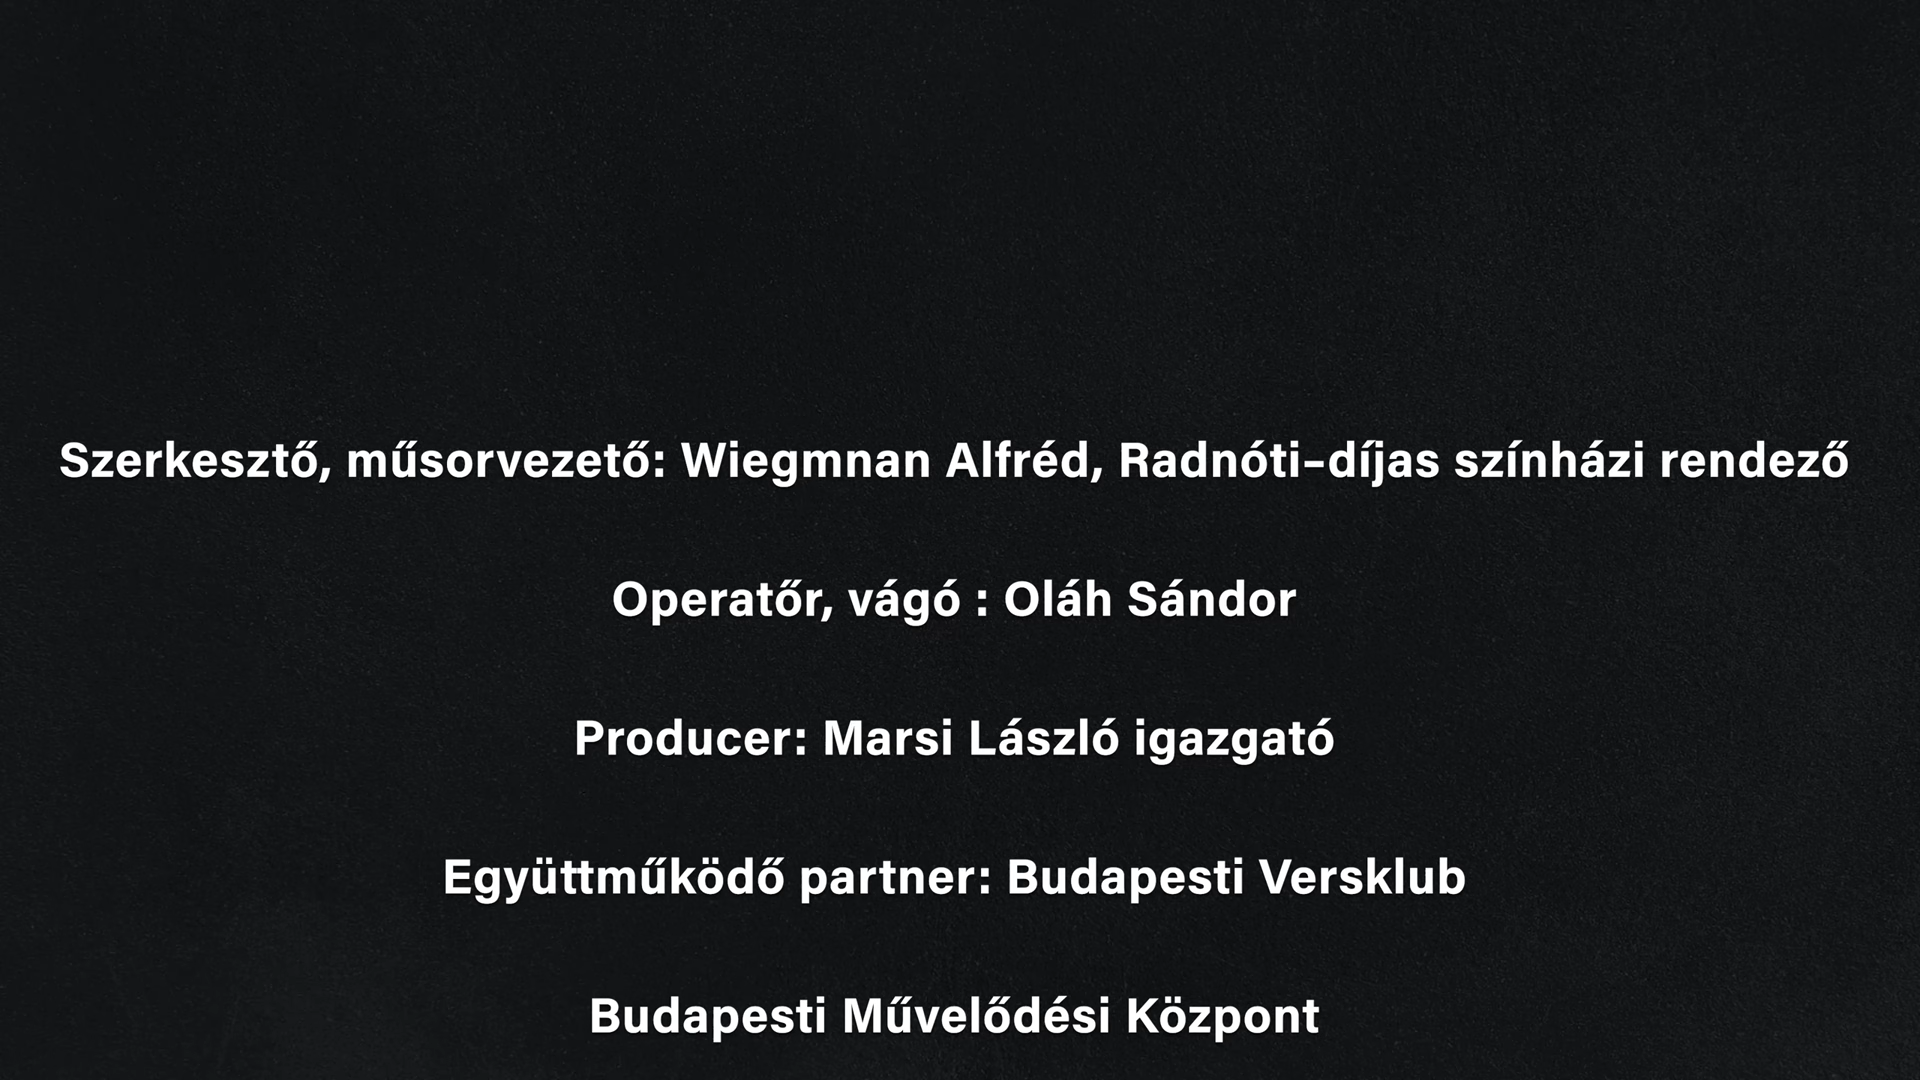 Szerkesztő, műsorvezető: Wiegmnan Alfréd, Radnóti-díjas színházi rendező
Operatőr, vágó : Oláh Sándor
Producer: Marsi László igazgató
Együttműködő partner: Budapesti Versklub
Budapesti Művelődési Központ